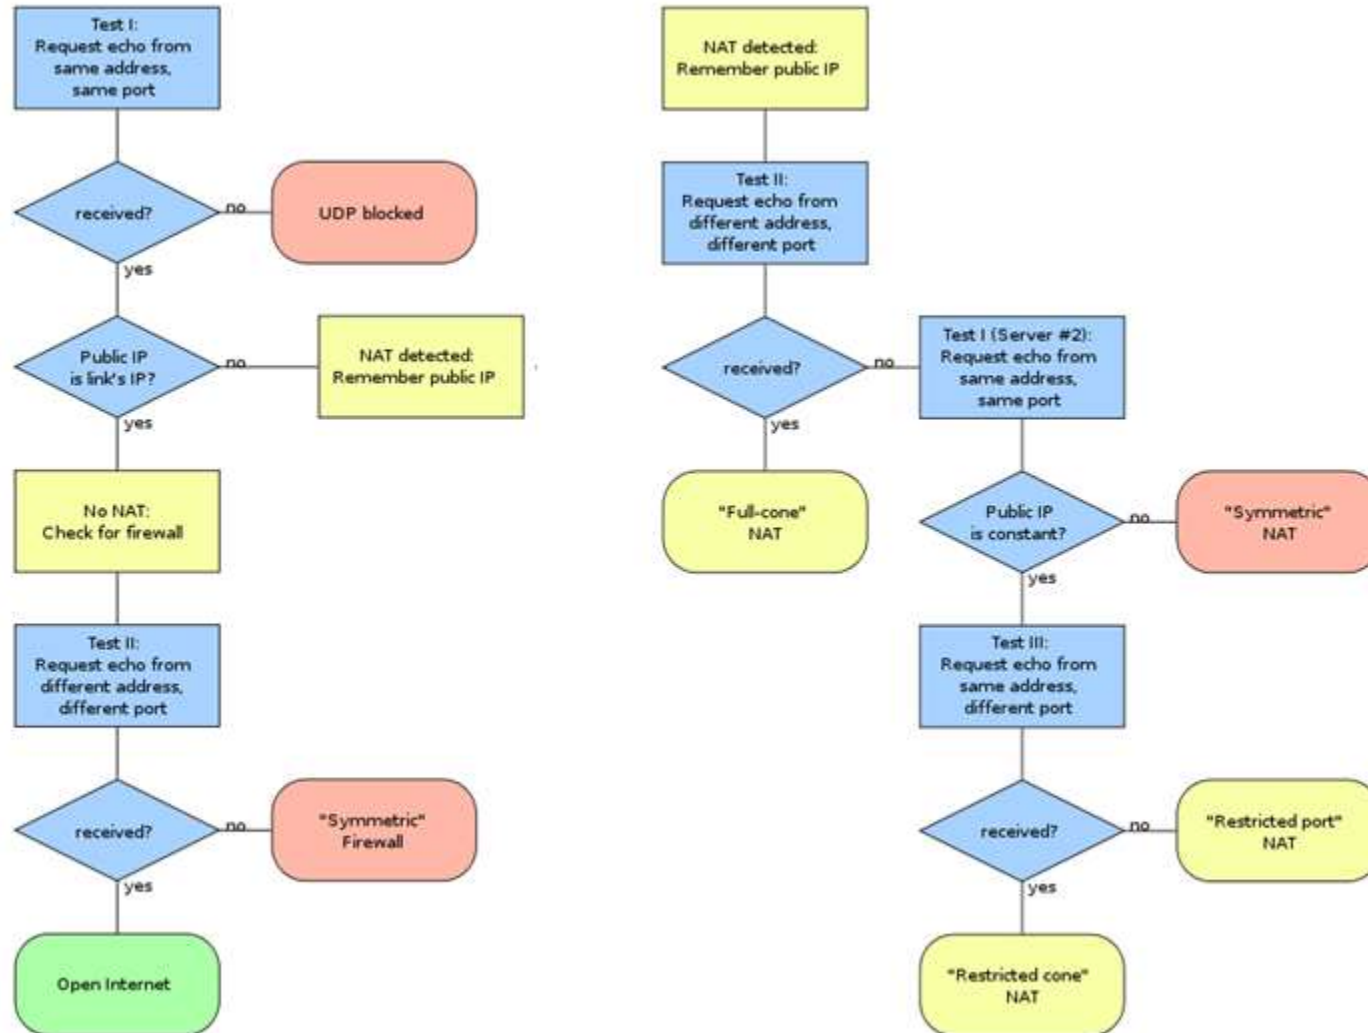 Test I:
Request echo from
same address,
same port
received?
no
UDP blocked
yes
Public IP
is link's IP?
no
NAT detected:
Remember public IP
yes
No NAT:
Check for firewall
Test II:
Request echo from
different address,
different port
received?
no
"Symmetric"
Firewall
yes
Open Internet
NAT detected:
Remember public IP
Test II:
Request echo from
different address,
different port
received?
no
Test I (Server #2):
Request echo from
same address,
same port
yes
"Full-cone"
NAT
Public IP
is constant?
no
"Symmetric"
NAT
yes
Test III:
Request echo from
same address,
different port
received?
no
"Restricted port"
NAT
yes
"Restricted cone"
NAT